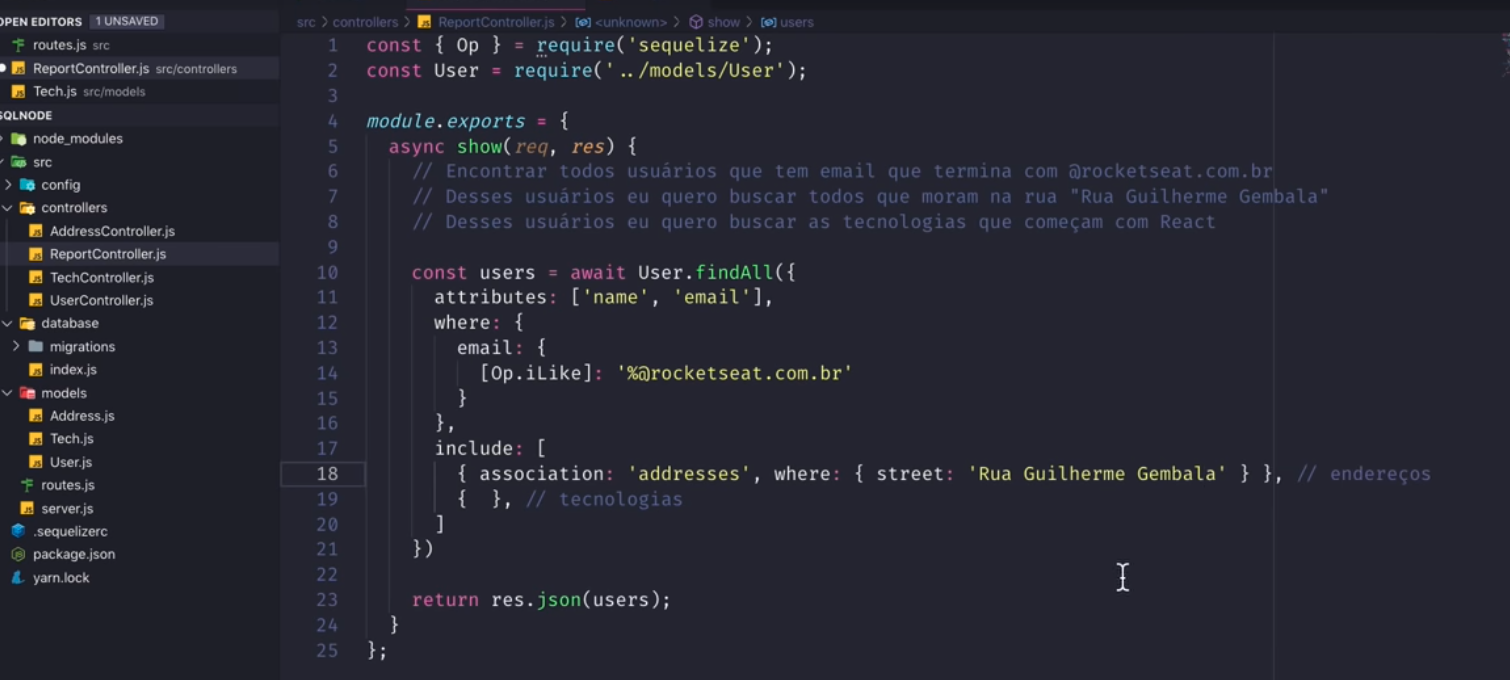 OPEN EDITORS 1 UNSAVED
routes.js src
ReportController.js src/controllers
Tech.js src/models
SQLNODE
node_modules
src
config
controllers
AddressController.js
ReportController.js
TechController.js
UserController.js
database
migrations
index.js
models
Address.js
Tech.js
User.js
routes.js
server.js
.sequelizerc
package.json
yarn.lock
src > controllers > JS ReportController.js > <unknown> > show > users
1 const { Op } = require('sequelize');
2 const User = require('../models/User');
3
4 module.exports = {
5 async show(req, res) {
6 // Encontrar todos usuários que tem email que termina com @rocketseat.com.br
7 // Desses usuários eu quero buscar todos que moram na rua "Rua Guilherme Gembala"
8 // Desses usuários eu quero buscar as tecnologias que começam com React
9
10 const users = await User.findAll({
11 attributes: ['name', 'email'],
12 where: {
13 email: {
14 [Op.iLike]: '%@rocketseat.com.br'
15 }
16 },
17 include: [
18 { association: 'addresses', where: { street: 'Rua Guilherme Gembala' } }, // endereços
19 {  }, // tecnologias
20 ]
21 })
22
23 return res.json(users);
24 }
25 };